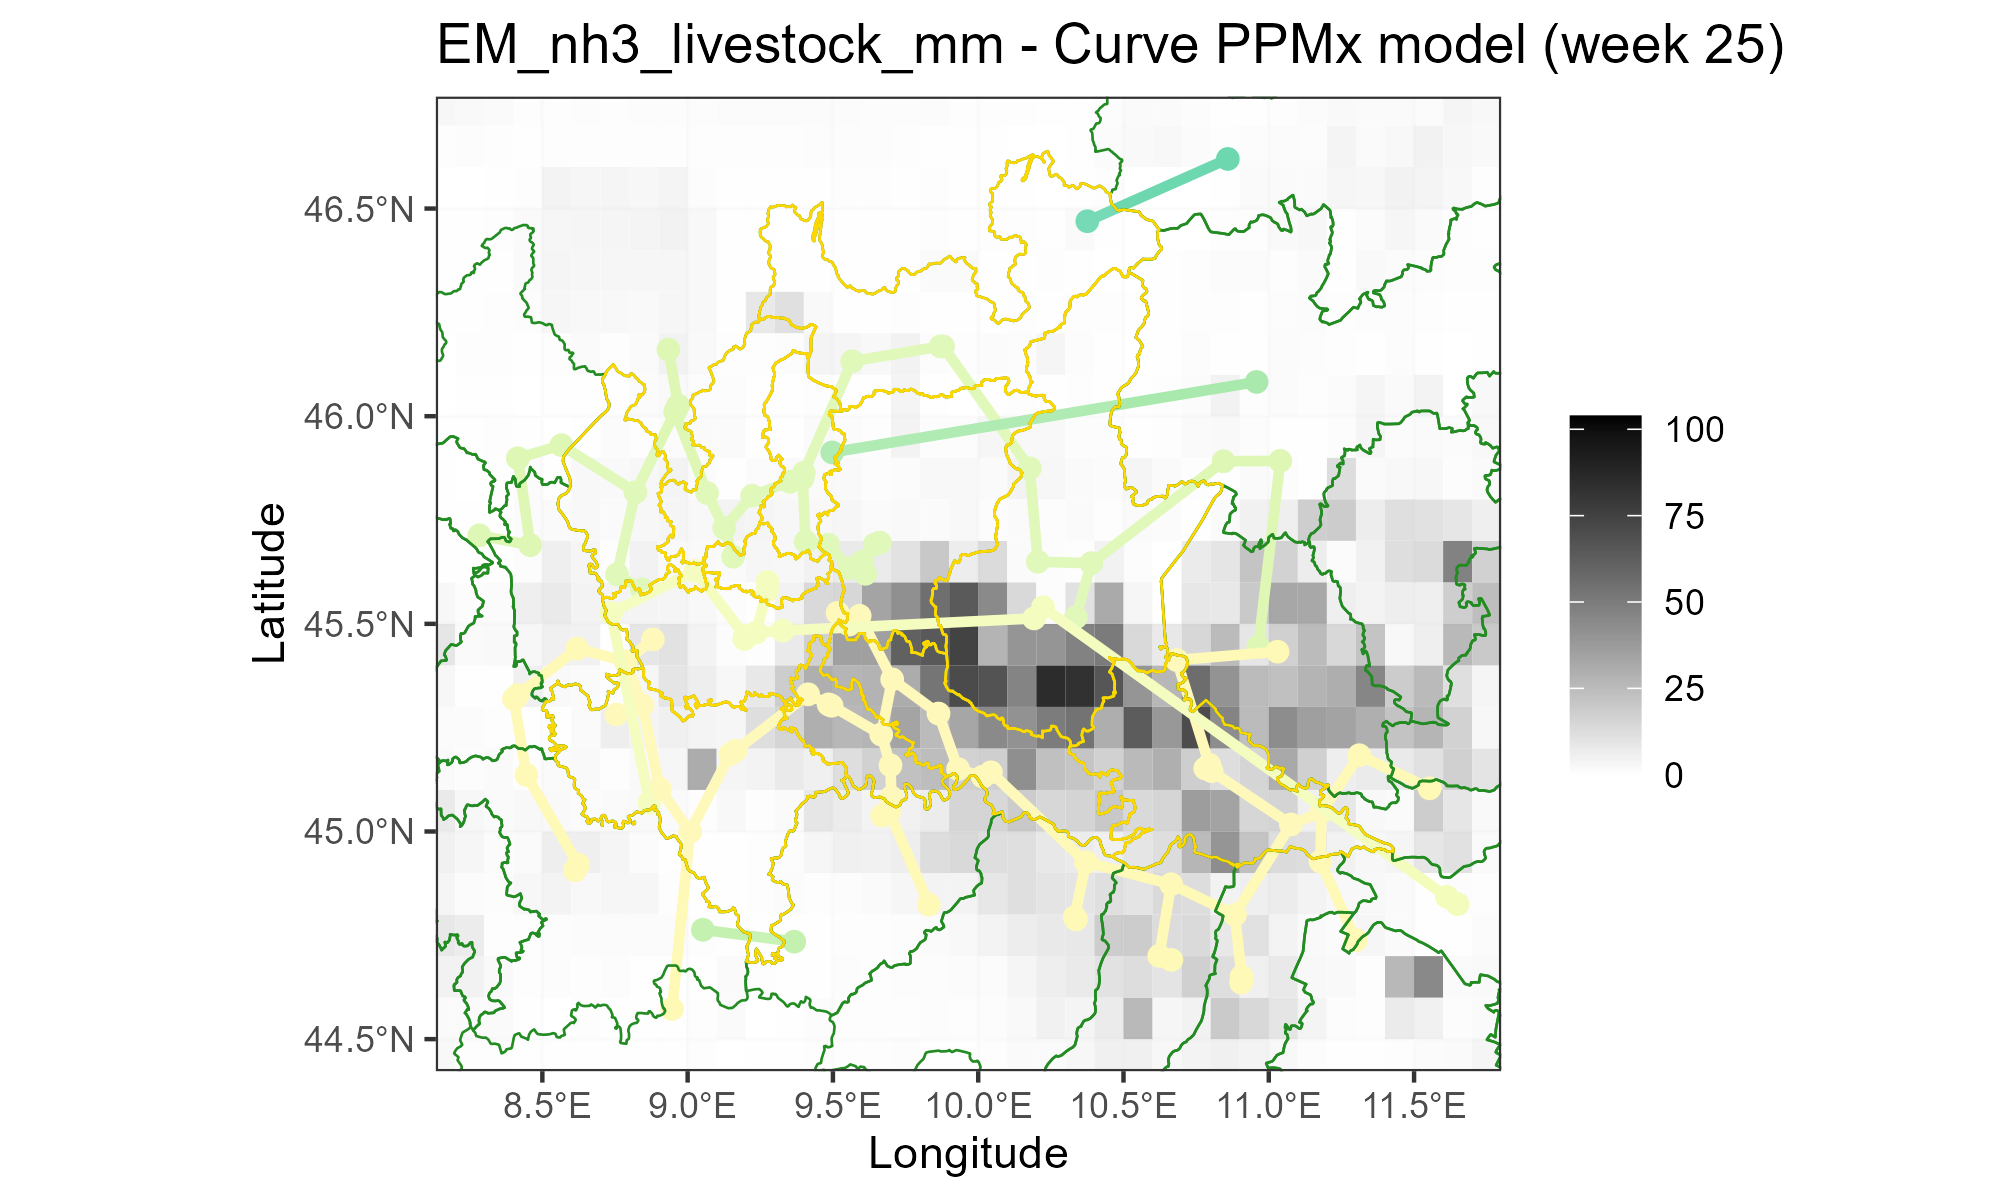 EM_nh3_livestock_mm - Curve PPMx model (week 25)
46.5°N
46.0°N
45.5°N
45.0°N
44.5°N
Latitude
8.5°E 9.0°E 9.5°E 10.0°E 10.5°E 11.0°E 11.5°E
Longitude
100
75
50
25
0